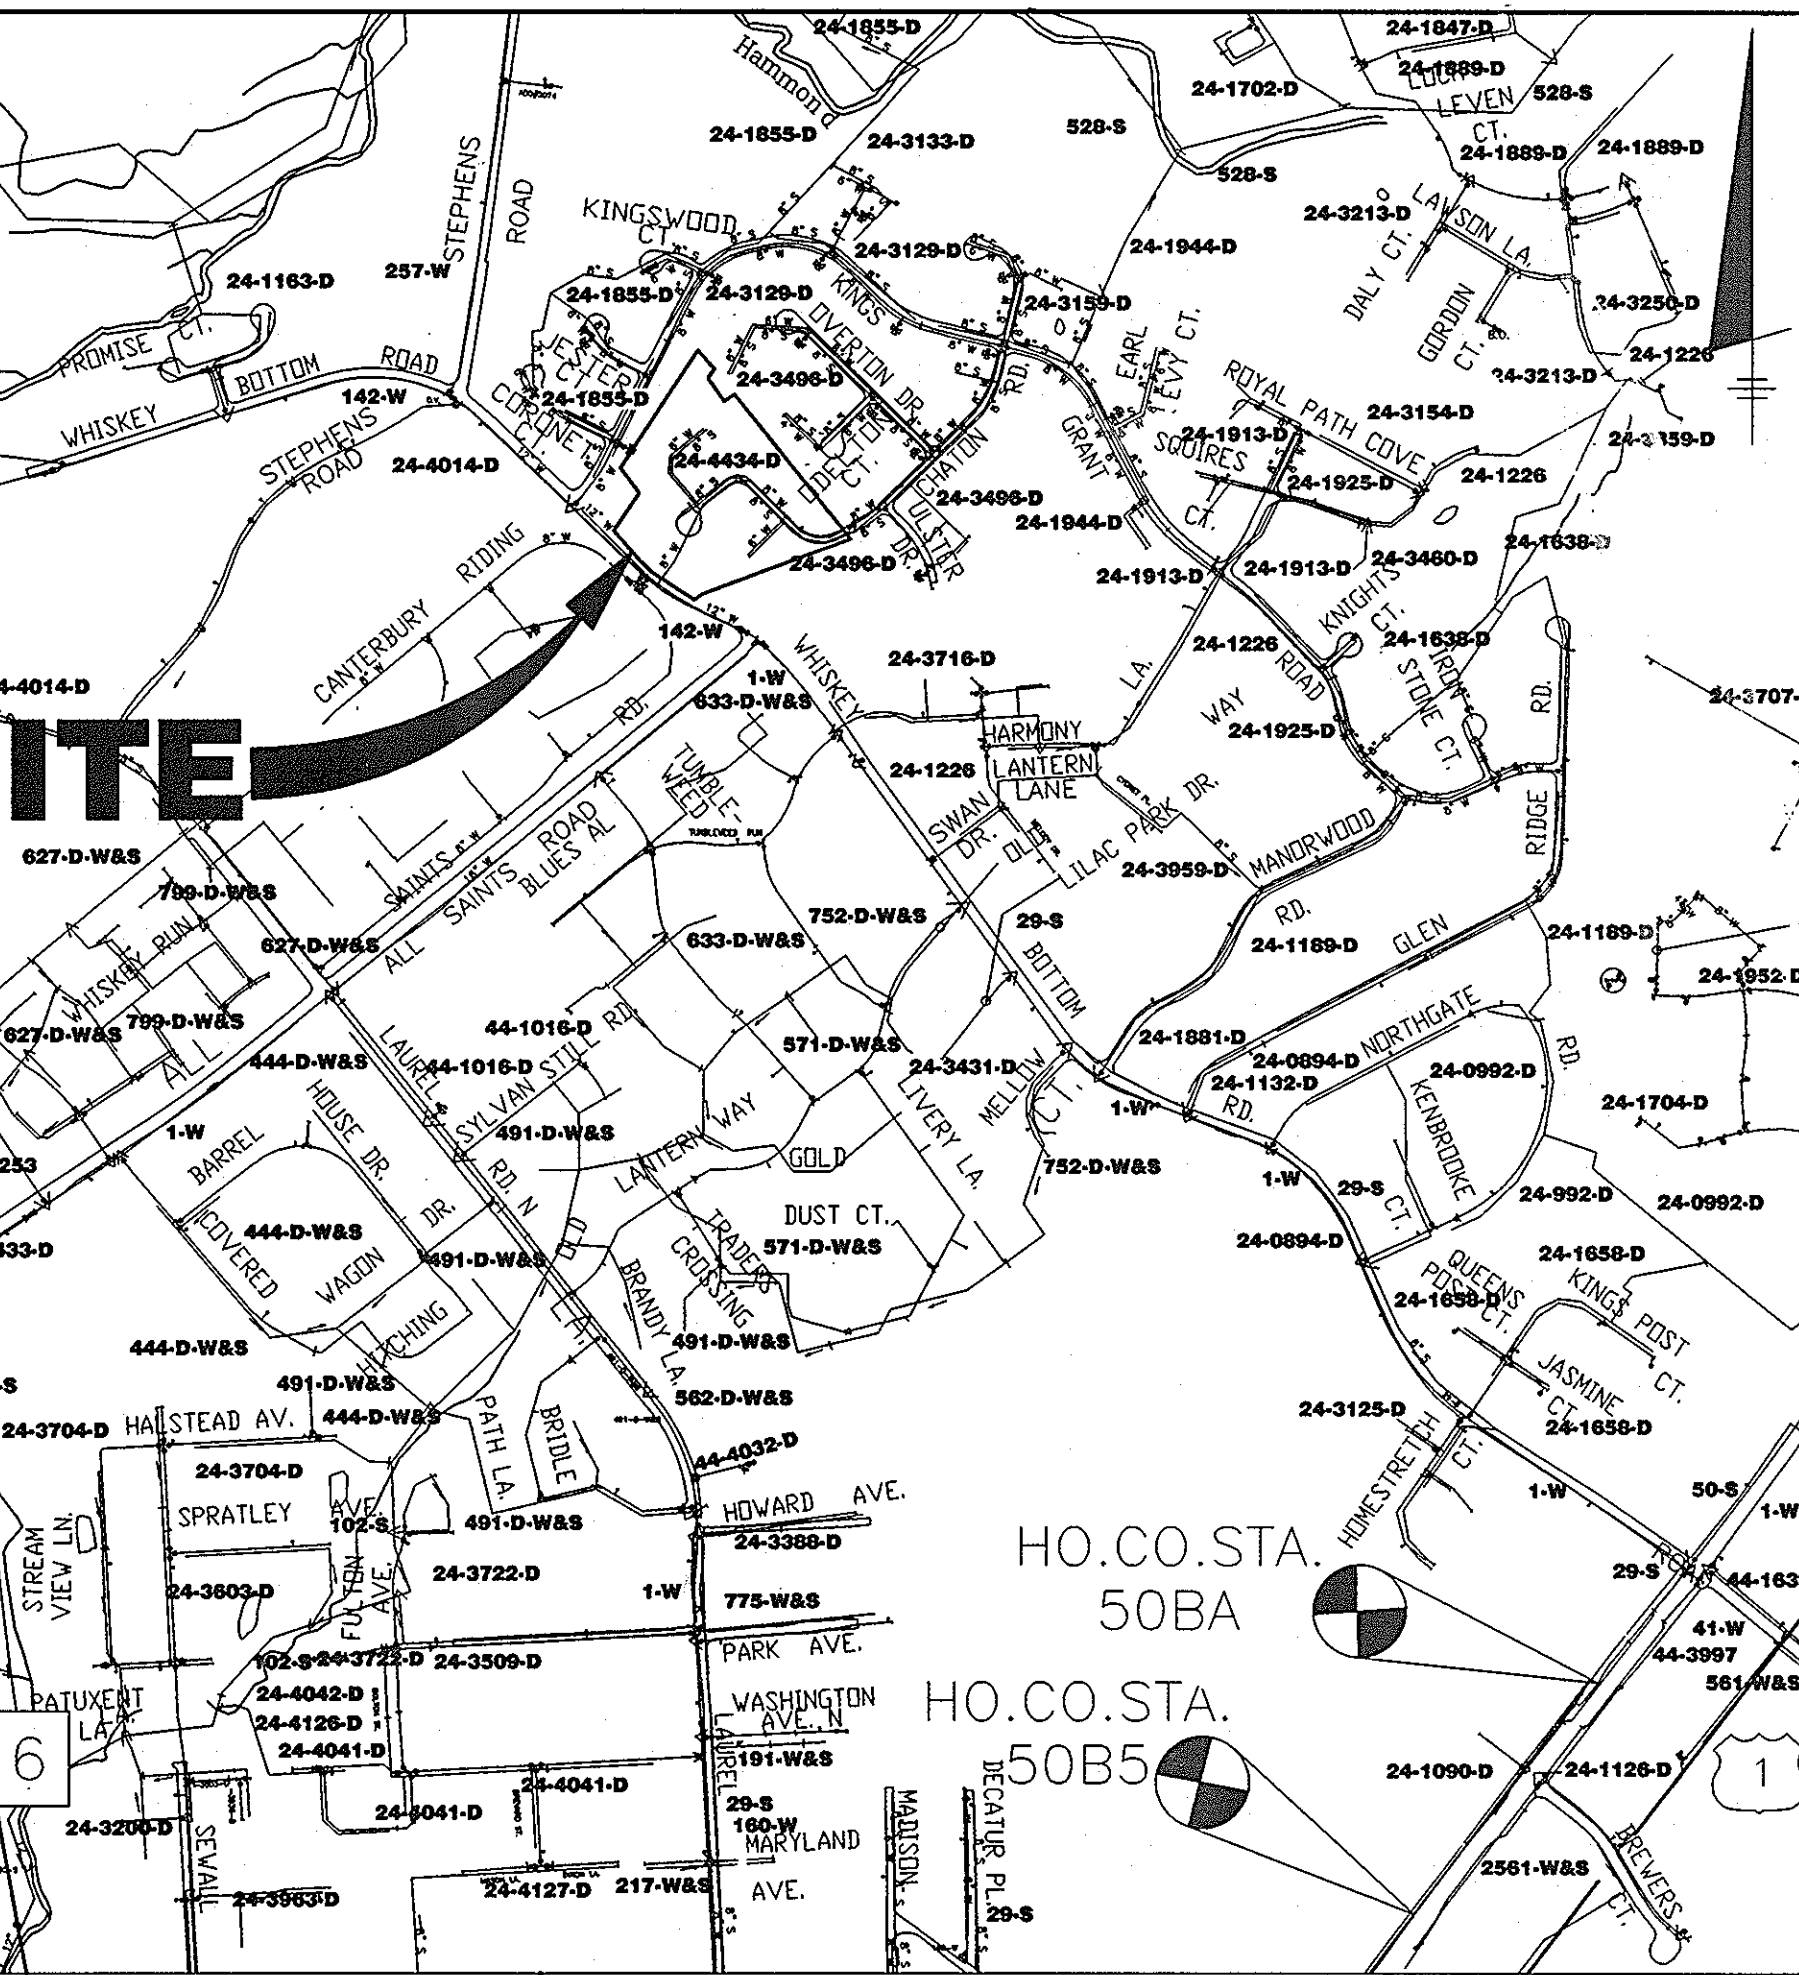 24-1855-D
Hammond
24-1847-D
24-1889-D
LOCH
LEVEN
CT.
24-1702-D
528-S
STEPHENS
ROAD
24-1855-D
24-3133-D
528-S
24-1889-D
24-1889-D
528-S
KINGSWOOD
CT.
24-3213-D
LAWSON LA.
DALY CT.
24-1163-D
257-W
24-3129-D
24-1944-D
24-1855-D
24-3129-D
KINGS
24-3159-D
GORDON
CT.
24-3250-D
PROMISE
CT.
WHISKEY
BOTTOM
ROAD
142-W
JESTER
CT.
OVERTON DR.
24-3496-D
RD.
EARL
LEVY CT.
24-1226
24-3213-D
CORONET
CT.
24-1855-D
GRANT
ROYAL PATH COVE
24-3154-D
STEPHENS
ROAD
24-4014-D
24-4434-D
CT.
CHATON
SQUIRES
CT.
24-1913-D
24-1925-D
24-1226
24-3496-D
24-1944-D
ULSTER
DR.
24-3496-D
24-1638-D
24-1913-D
24-1913-D
24-3460-D
CANTERBURY
RIDING
8" W
12" W
142-W
KNIGHTS
CT.
24-1226
24-1638-D
IRON
STONE CT.
WHISKEY
24-3716-D
LA.
ROAD
RD.
4-4014-D
1-W
633-D-W&S
WAY
24-3707-
ITE
RD.
HARMONY
LANTERN
LANE
24-1925-D
24-1226
TUMBLE-
WEED
SWAN
DR.
OLD
LILAC PARK DR.
24-3959-D
MANORWOOD
RD.
RIDGE
627-D-W&S
799-D-W&S
SAINTS
ROAD
ALL SAINTS
BLUES AL
WHISKEY RUN
627-D-W&S
633-D-W&S
752-D-W&S
29-S
BOTTOM
24-1189-D
GLEN
24-1189-D
24-1952-D
627-D-W&S
799-D-W&S
ALL
444-D-W&S
LAUREL
44-1016-D
44-1016-D
SYLVAN STILL RD.
571-D-W&S
24-3431-D
MELLOW
CT.
24-1881-D
NORTHGATE
RD.
24-0894-D
24-1132-D
RD.
24-0992-D
24-1704-D
KENBROOKE
CT.
1-W
1-W
253
BARREL
HOUSE DR.
491-D-W&S
LANTERN WAY
GOLD
DUST CT.
LIVERY LA.
752-D-W&S
1-W
29-S
24-992-D
24-0992-D
433-D
COVERED
WAGON
DR.
444-D-W&S
491-D-W&S
RD. N
OLD
TRADERS
CROSSING
571-D-W&S
24-0894-D
24-1658-D
QUEENS
POST CT.
24-1658-D
KINGS POST
CT.
BRANDY LA.
HITCHING
444-D-W&S
LA.
491-D-W&S
JASMINE
CT.
24-1658-D
-S
491-D-W&S
562-D-W&S
24-3704-D
HALSTEAD AV.
444-D-W&S
PATH LA.
BRIDLE
24-3125-D
HOMESTRETCH
CT.
24-3704-D
44-4032-D
1-W
50-S
1-W
SPRATLEY
AVE.
102-S
491-D-W&S
HOWARD AVE.
24-3388-D
HO.CO.STA.
50BA
STREAM
VIEW LN.
24-3603-D
FULTON
AVE.
24-3722-D
1-W
775-W&S
29-S
ROAD
44-163
102-S
24-3722-D
24-3509-D
PARK AVE.
41-W
44-3997
561-W&S
PATUXENT
LA.
24-4042-D
24-4126-D
24-4041-D
WASHINGTON
AVE. N
191-W&S
LAUREL
HO.CO.STA.
50B5
6
24-4041-D
24-4041-D
24-1090-D
24-1126-D
1
24-3200-D
SEWALL
29-S
160-W
MARYLAND
AVE.
MADISON
DECATUR PL.
29-S
2561-W&S
BREWERS
CT.
24-3963-D
24-4127-D
217-W&S